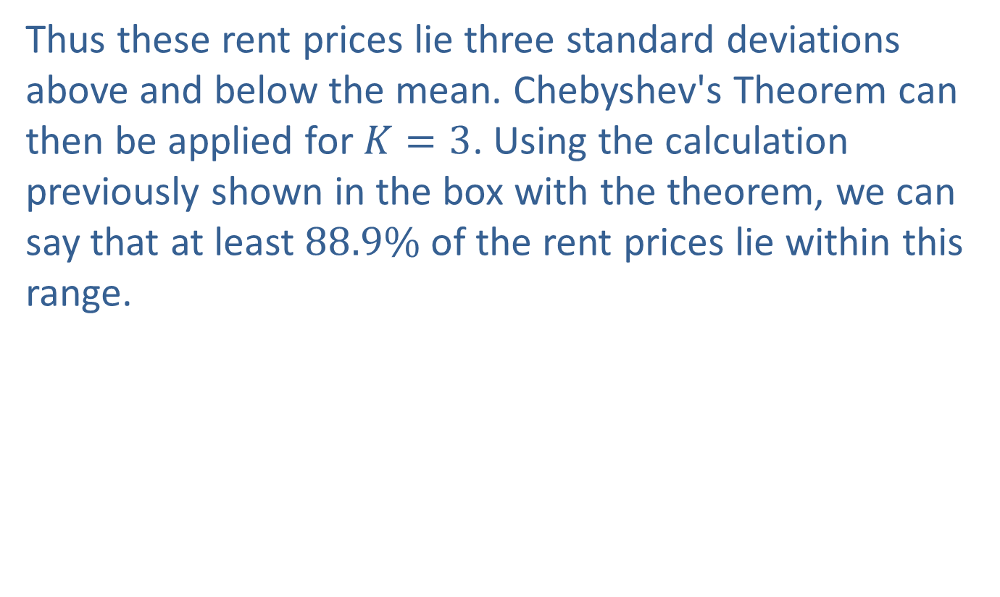 Thus these rent prices lie three standard deviations
above and below the mean. Chebyshev's Theorem can
then be applied for K = 3. Using the calculation
previously shown in the box with the theorem, we can
say that at least 88.9% of the rent prices lie within this
range.